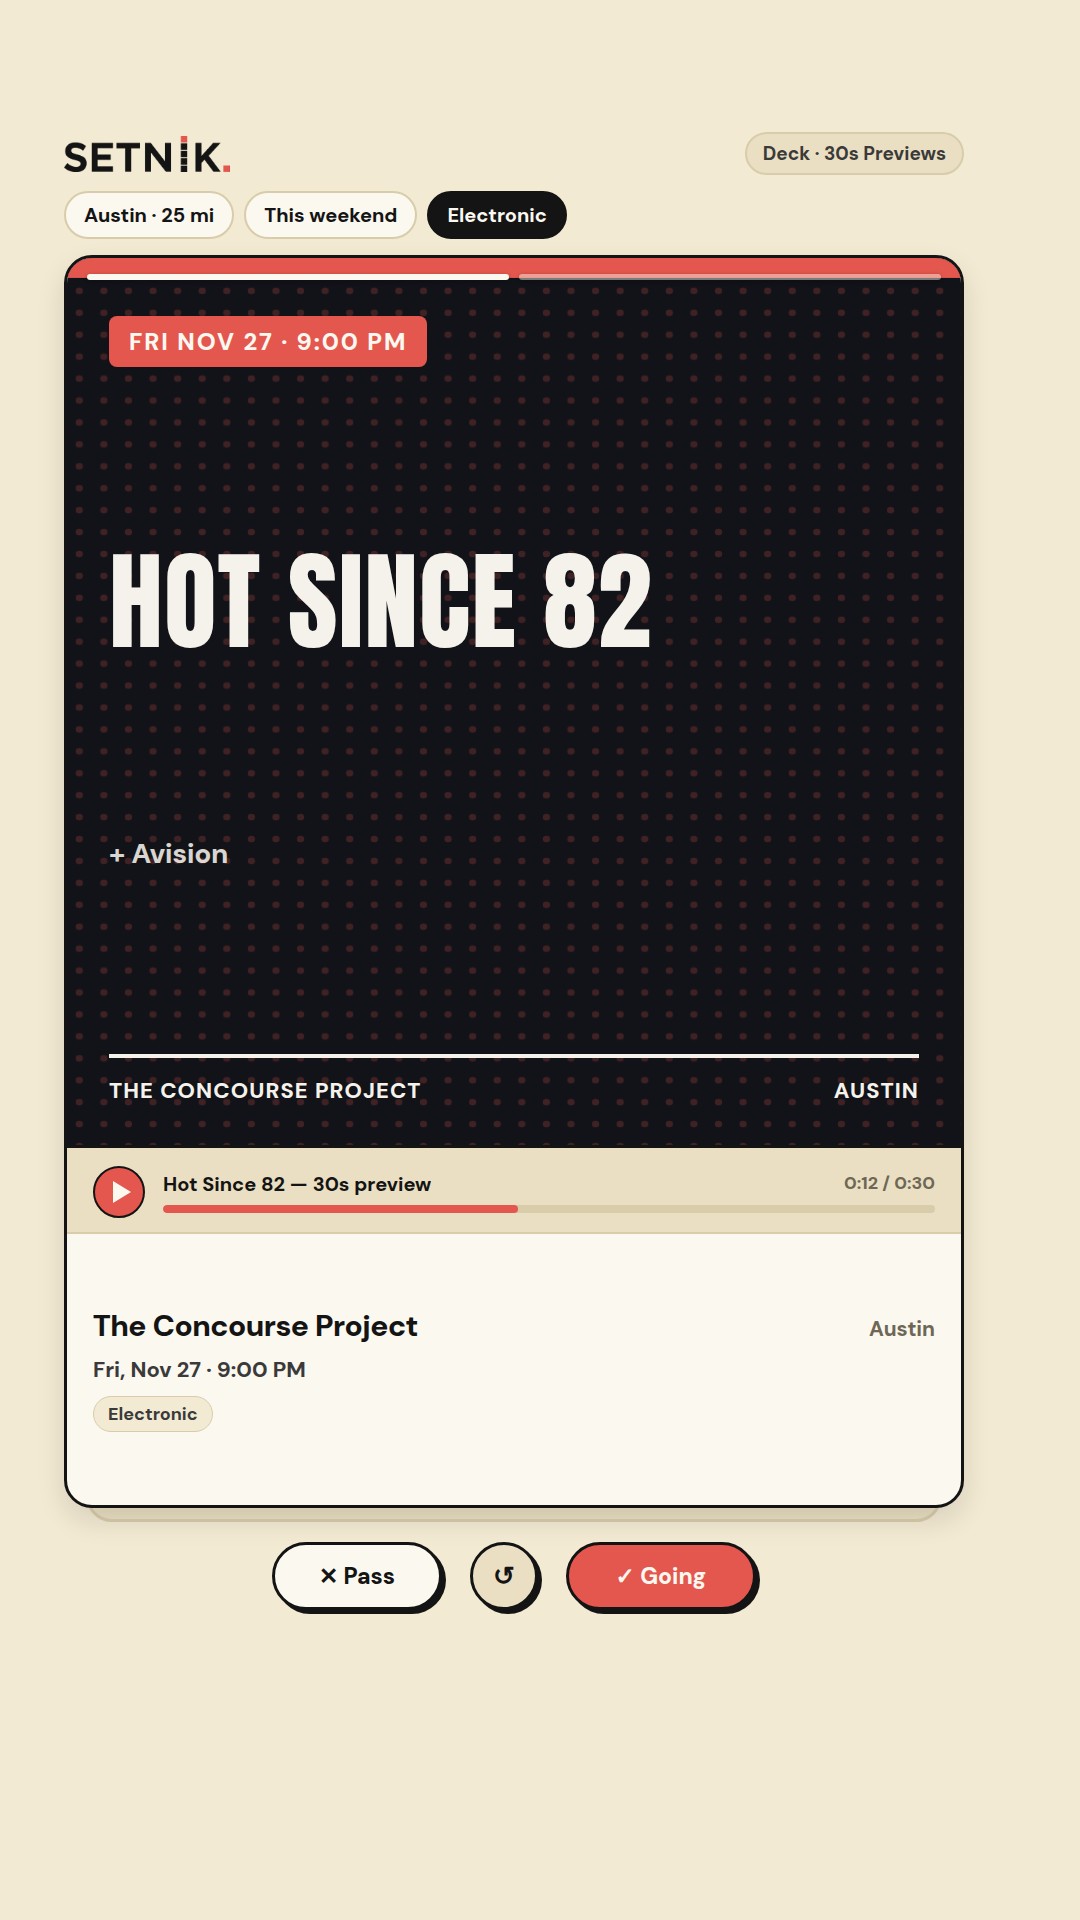 SETNIK.
Deck · 30s Previews
Austin · 25 mi
This weekend
Electronic
FRI NOV 27 · 9:00 PM
HOT SINCE 82
+ Avision
THE CONCOURSE PROJECT
AUSTIN
Hot Since 82 — 30s preview
0:12 / 0:30
The Concourse Project
Austin
Fri, Nov 27 · 9:00 PM
Electronic
✕ Pass
↺
✓ Going